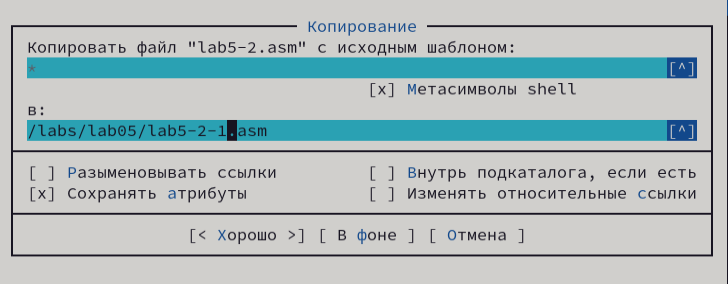 Копирование
Копировать файл "lab5-2.asm" с исходным шаблоном:
* [^]
[x] Метасимволы shell
в:
/labs/lab05/lab5-2-1.asm [^]
[ ] Разыменовывать ссылки [ ] Внутрь подкаталога, если есть
[x] Сохранять атрибуты [ ] Изменять относительные ссылки
[< Хорошо >] [ В фоне ] [ Отмена ]